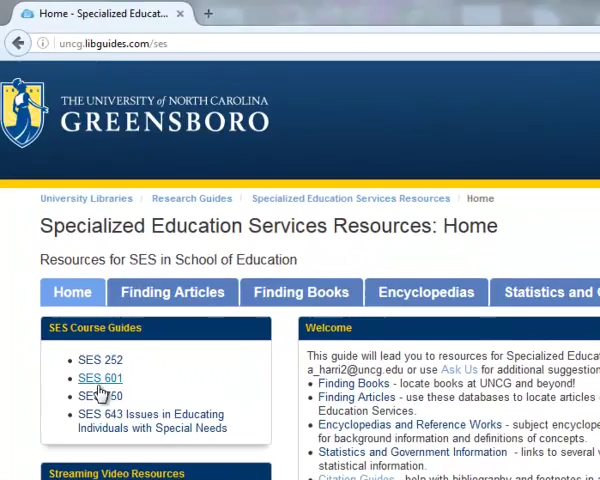 Home - Specialized Educat...
uncg.libguides.com/ses
THE UNIVERSITY of NORTH CAROLINA
GREENSBORO
University Libraries / Research Guides / Specialized Education Services Resources / Home
Specialized Education Services Resources: Home
Resources for SES in School of Education
Home Finding Articles Finding Books Encyclopedias Statistics and
SES Course Guides
SES 252
SES 601
SES 50
SES 643 Issues in Educating
Individuals with Special Needs
Streaming Video Resources
Welcome
This guide will lead you to resources for Specialized Educa
a_harri2@uncg.edu or use Ask Us for additional suggestion
Finding Books - locate books at UNCG and beyond!
Finding Articles - use these databases to locate articles
Education Services.
Encyclopedias and Reference Works - subject encyclope
for background information and definitions of concepts.
Statistics and Government Information - links to several
statistical information.
Citation Guides - help with bibliography and footnotes in